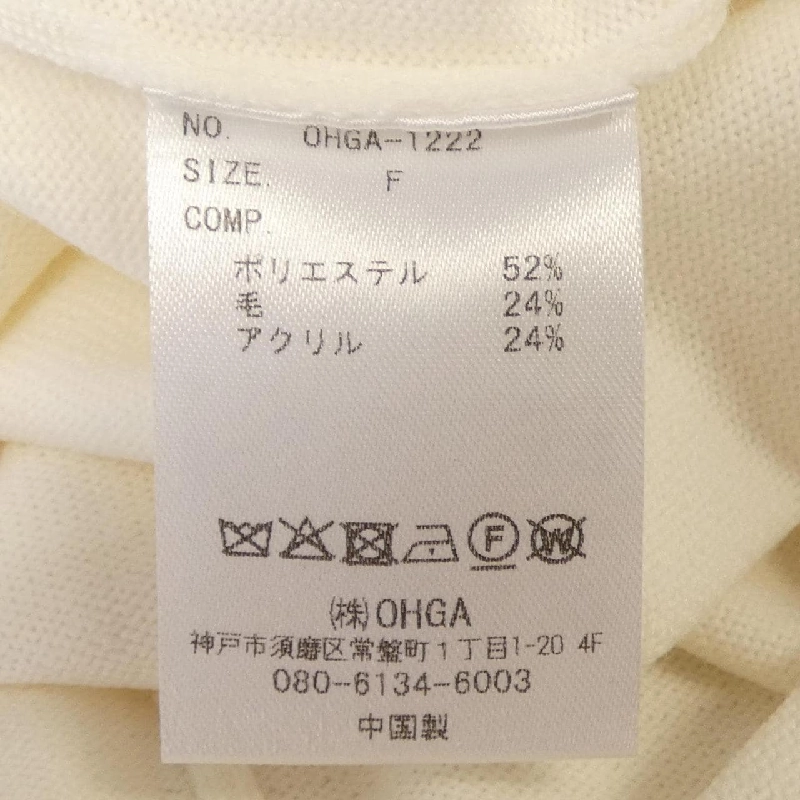 NO. OHGA-1222
SIZE. F
COMP.
ポリエステル 52%
毛 24%
アクリル 24%
F W
㈱OHGA
神戸市須磨区常盤町1丁目1-20 4F
080-6134-6003
中国製